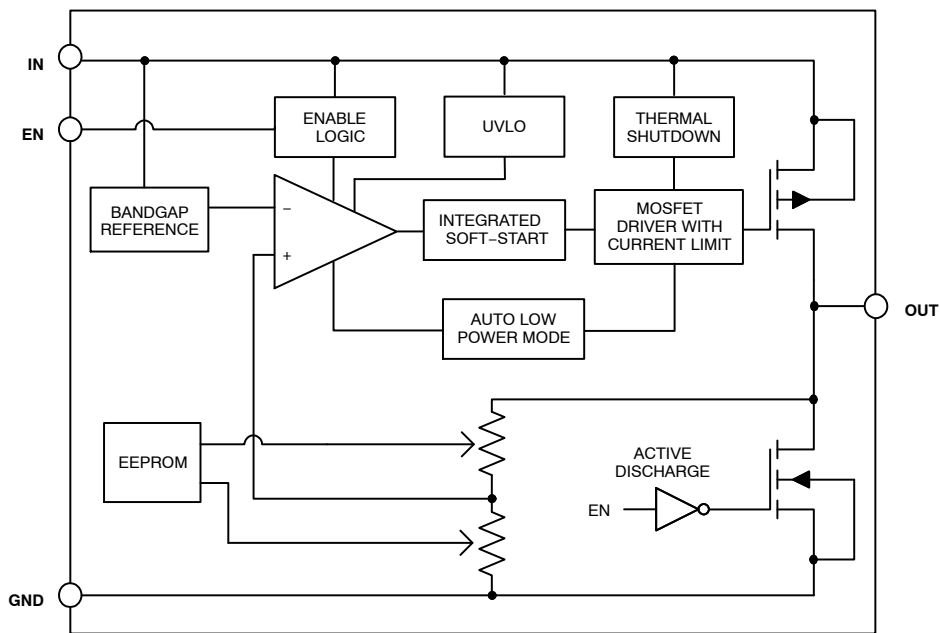 IN
EN
ENABLE
LOGIC
UVLO
THERMAL
SHUTDOWN
BANDGAP
REFERENCE
−
+
INTEGRATED
SOFT−START
MOSFET
DRIVER WITH
CURRENT LIMIT
AUTO LOW
POWER MODE
OUT
EEPROM
ACTIVE
DISCHARGE
EN
GND